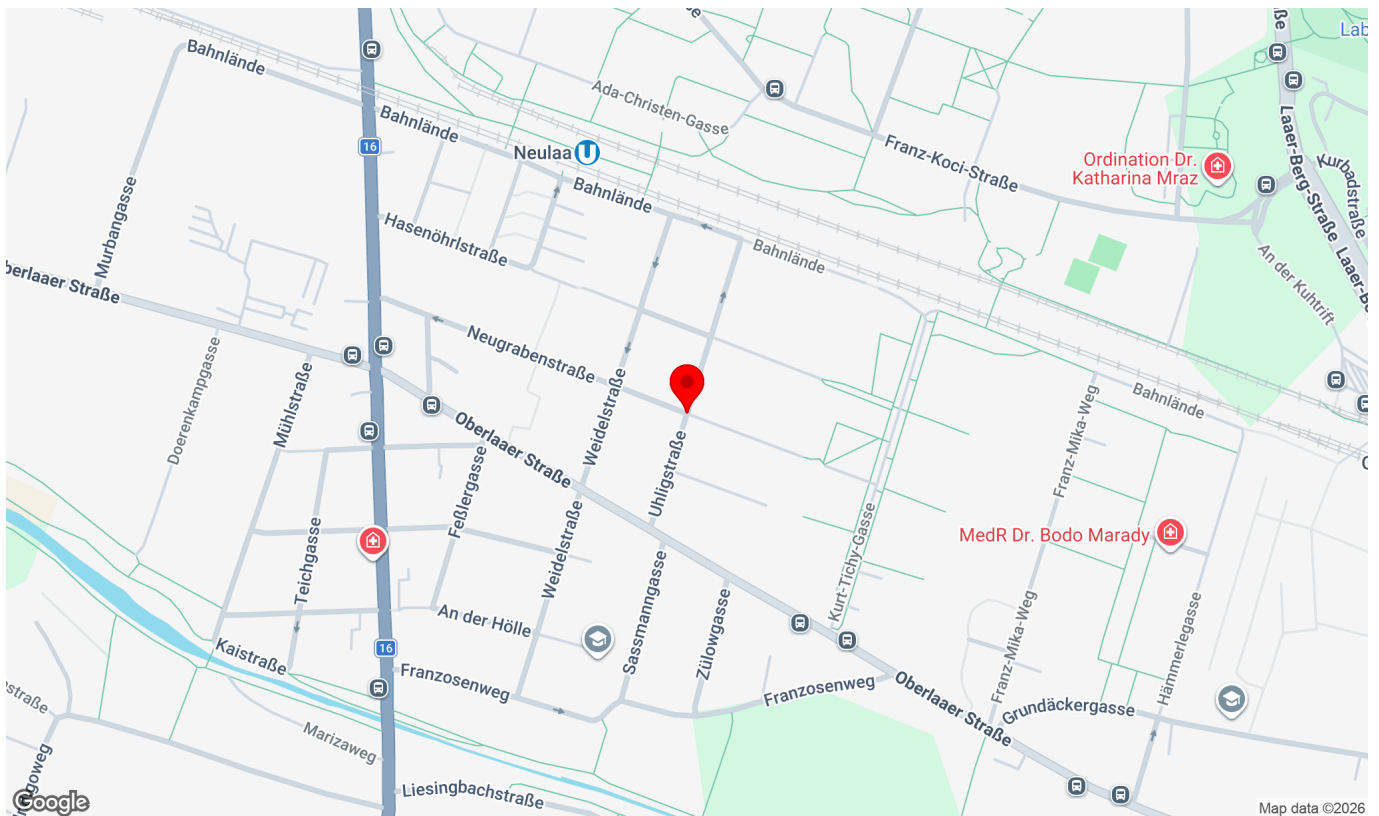 Bahnlände
Lab
Ada-Christen-Gasse
Bahnlände
16
Neulaa
Franz-Koci-Straße
Ordination Dr.
Katharina Mraz
Laaer-Berg-Straße
Kurbadstraße
Bahnlände
Murbangasse
Hasenöhrlstraße
Bahnlände
An der Kuhtrift
Oberlaaer Straße
Neugrabenstraße
Doerenkampgasse
Mühlstraße
Weidelstraße
Bahnlände
Franz-Mika-Weg
Oberlaaer Straße
Uhligstraße
Feßlergasse
Teichgasse
Weidelstraße
Kurt-Tichy-Gasse
MedR Dr. Bodo Marady
An der Hölle
Sassmanngasse
Zülowgasse
Franz-Mika-Weg
Hämmerlegasse
16
Kaistraße
Franzosenweg
Franzosenweg
Oberlaaer Straße
Grundäckergasse
Marizaweg
Liesingbachstraße
Google
Map data ©2026